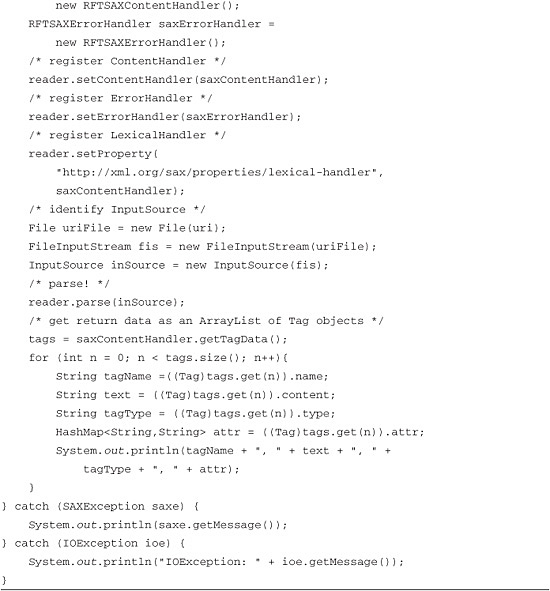 new RFTSAXContentHandler();
RFTSAXErrorHandler saxErrorHandler =
new RFTSAXErrorHandler();
/* register ContentHandler */
reader.setContentHandler(saxContentHandler);
/* register ErrorHandler */
reader.setErrorHandler(saxErrorHandler);
/* register LexicalHandler */
reader.setProperty(
"http://xml.org/sax/properties/lexical-handler",
saxContentHandler);
/* identify InputSource */
File uriFile = new File(uri);
FileInputStream fis = new FileInputStream(uriFile);
InputSource inSource = new InputSource(fis);
/* parse! */
reader.parse(inSource);
/* get return data as an ArrayList of Tag objects */
tags = saxContentHandler.getTagData();
for (int n = 0; n < tags.size(); n++){
String tagName =((Tag)tags.get(n)).name;
String text = ((Tag)tags.get(n)).content;
String tagType = ((Tag)tags.get(n)).type;
HashMap<String,String> attr = ((Tag)tags.get(n)).attr;
System.out.println(tagName + ", " + text + ", " +
tagType + ", " + attr);
}
} catch (SAXException saxe) {
System.out.println(saxe.getMessage());
} catch (IOException ioe) {
System.out.println("IOException: " + ioe.getMessage());
}